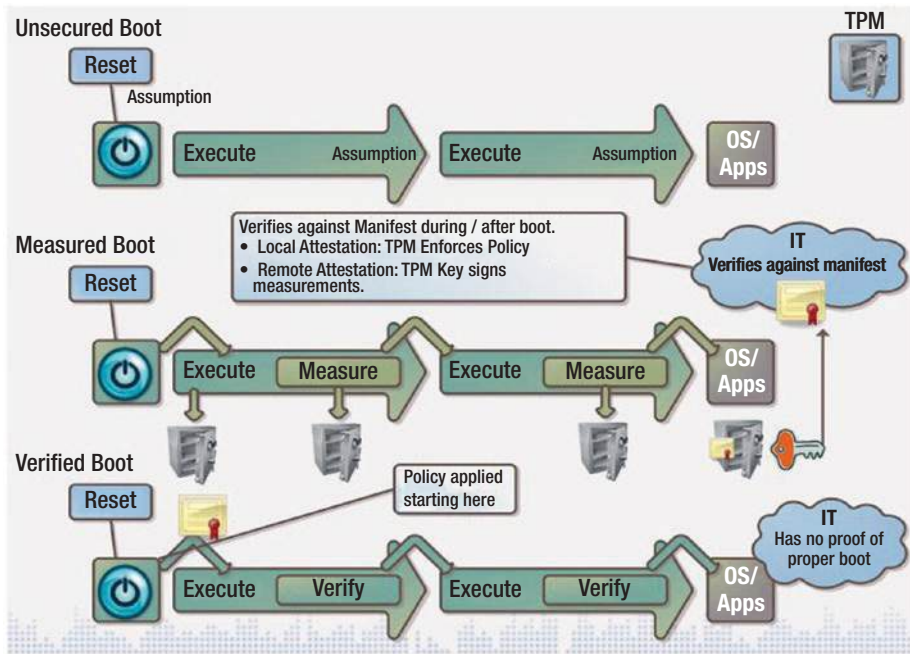 Unsecured Boot
TPM
Reset
Assumption
Execute Assumption Execute Assumption OS/
Apps
Verifies against Manifest during / after boot.
• Local Attestation: TPM Enforces Policy
• Remote Attestation: TPM Key signs
measurements.
IT
Verifies against manifest
Measured Boot
Reset
Execute Measure Execute Measure OS/
Apps
Verified Boot
Reset
Policy applied
starting here
IT
Has no proof of
proper boot
Execute Verify Execute Verify OS/
Apps